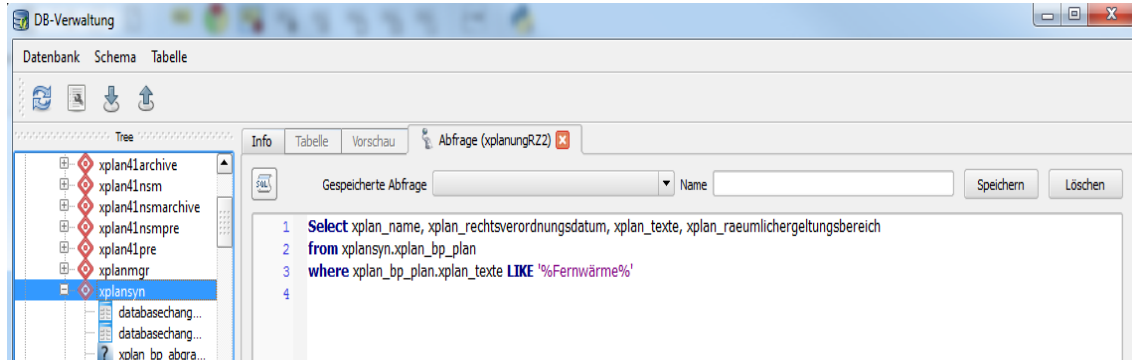 DB-Verwaltung
Datenbank Schema Tabelle
Tree
xplan41archive
xplan41nsm
xplan41nsmarchive
xplan41nsmpre
xplan41pre
xplanmgr
xplansyn
databasechang...
databasechang...
xplan_bp_abgra...
Info Tabelle Vorschau Abfrage (xplanungRZ2)
SQL Gespeicherte Abfrage Name Speichern Löschen
1 Select xplan_name, xplan_rechtsverordnungsdatum, xplan_texte, xplan_raeumlichergeltungsbereich
2 from xplansyn.xplan_bp_plan
3 where xplan_bp_plan.xplan_texte LIKE '%Fernwärme%'
4